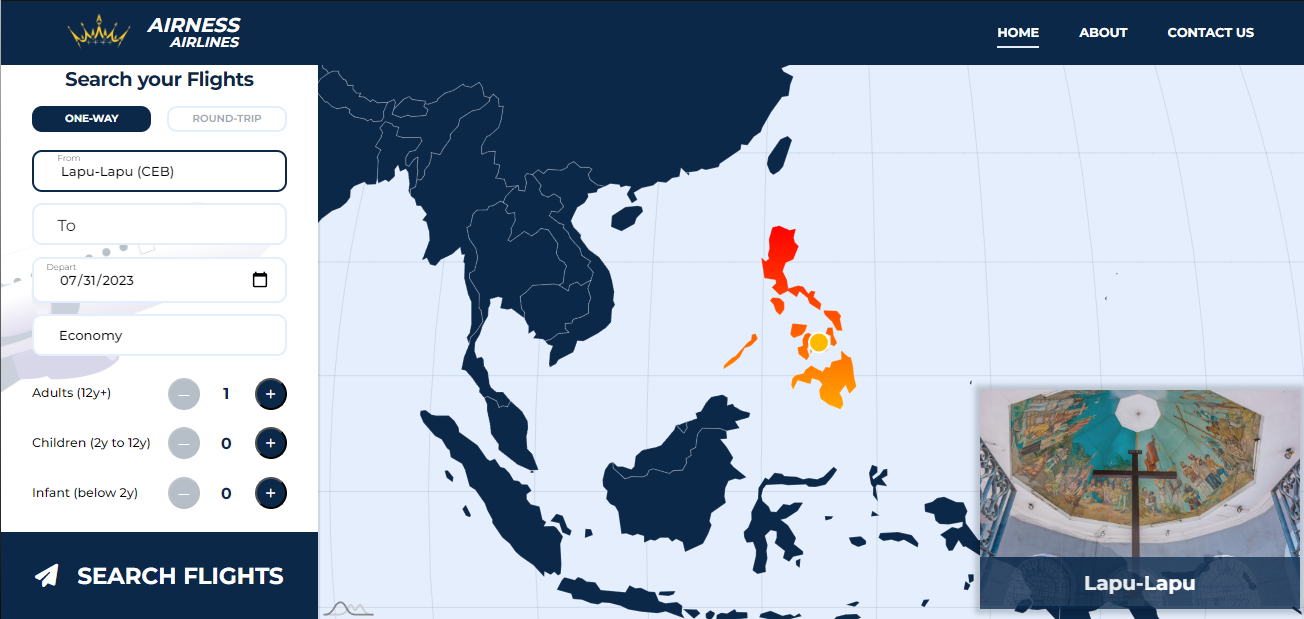 AIRNESS
AIRLINES
HOME
ABOUT
CONTACT US
Search your Flights
ONE-WAY
ROUND-TRIP
From
Lapu-Lapu (CEB)
To
Depart
07/31/2023
Economy
Adults (12y+)
–
1
+
Children (2y to 12y)
–
0
+
Infant (below 2y)
–
0
+
SEARCH FLIGHTS
Lapu-Lapu